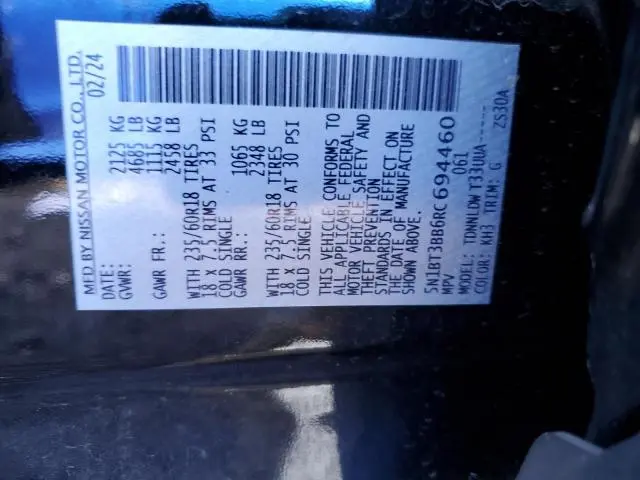 MFD BY NISSAN MOTOR CO., LTD.
DATE: 02/24
GVWR: 2125 KG
4685 LB
GAWR FR.: 1115 KG
2458 LB
WITH 235/60R18 TIRES
18 X 7.5 RIMS AT 33 PSI
COLD SINGLE
GAWR RR.: 1065 KG
2348 LB
WITH 235/60R18 TIRES
18 X 7.5 RIMS AT 30 PSI
COLD SINGLE
THIS VEHICLE CONFORMS TO
ALL APPLICABLE FEDERAL
MOTOR VEHICLE SAFETY AND
THEFT PREVENTION
STANDARDS IN EFFECT ON
THE DATE OF MANUFACTURE
SHOWN ABOVE.
5N1BT3BB6RC694460
MPV 061
MODEL: TDNNLDW T33UUA-----
COLOR: KH3 TRIM: G ZS30A